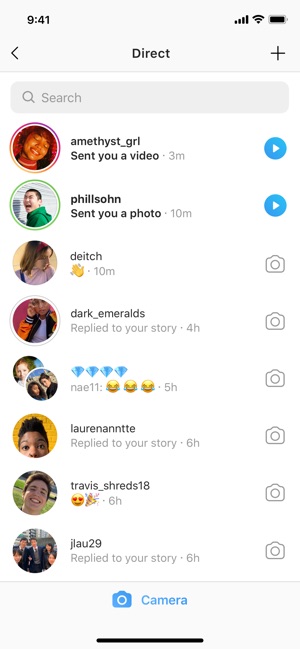 9:41
Direct
Search
amethyst_grl
Sent you a video · 3m
phillsohn
Sent you a photo · 10m
deitch
👋 · 10m
dark_emeralds
Replied to your story · 4h
💎💎💎💎
nae11: 😂😂😂 · 5h
laurenanntte
Replied to your story · 6h
travis_shreds18
😍🎉 · 6h
jlau29
Replied to your story · 6h
Camera